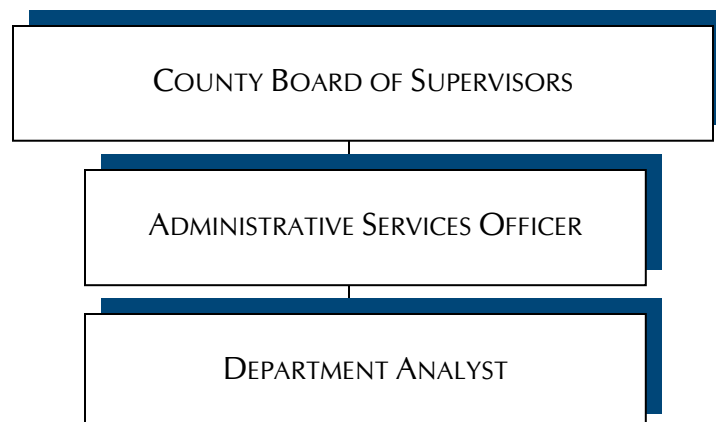 COUNTY BOARD OF SUPERVISORS
ADMINISTRATIVE SERVICES OFFICER
DEPARTMENT ANALYST